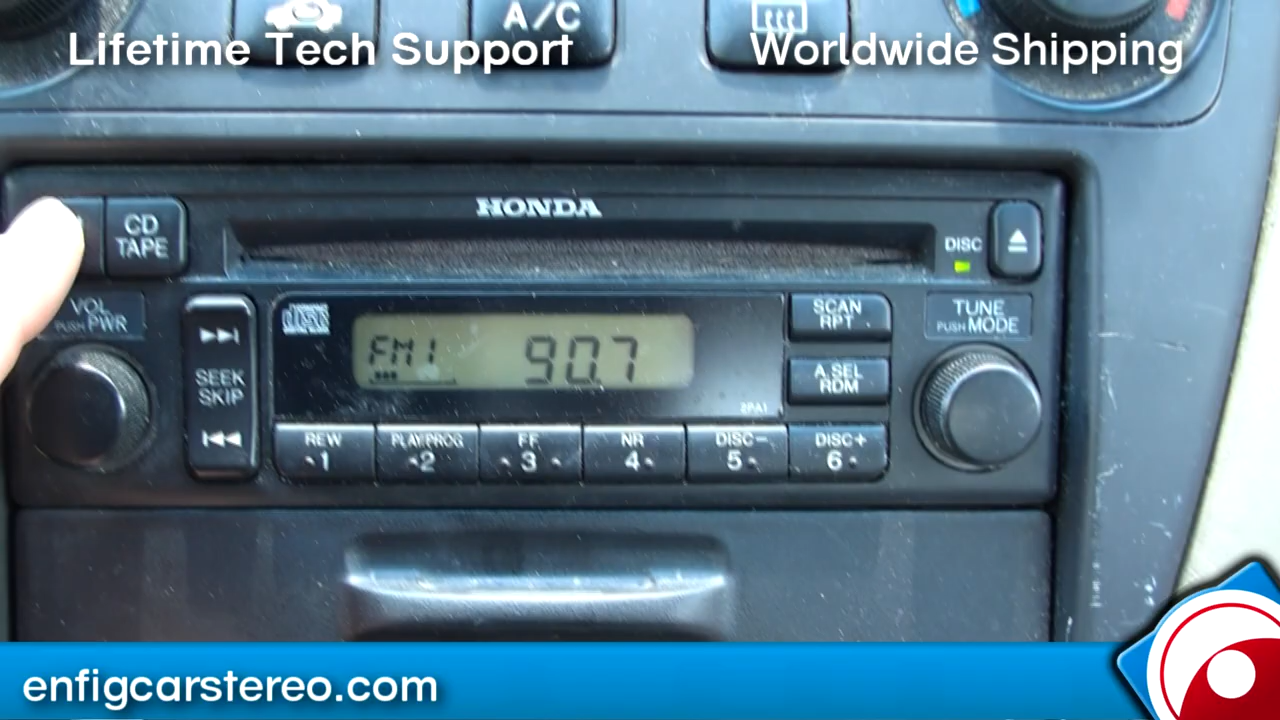 Lifetime Tech Support
Worldwide Shipping
A/C
HONDA
CD
TAPE
DISC
VOL
PUSH PWR
SEEK
SKIP
FM1 90.7
SCAN
RPT
A.SEL
RDM
2PA1
TUNE
PUSH MODE
REW
1
PLAY/PROG
2
FF
3
NR
4
DISC-
5
DISC+
6
enfigcarstereo.com